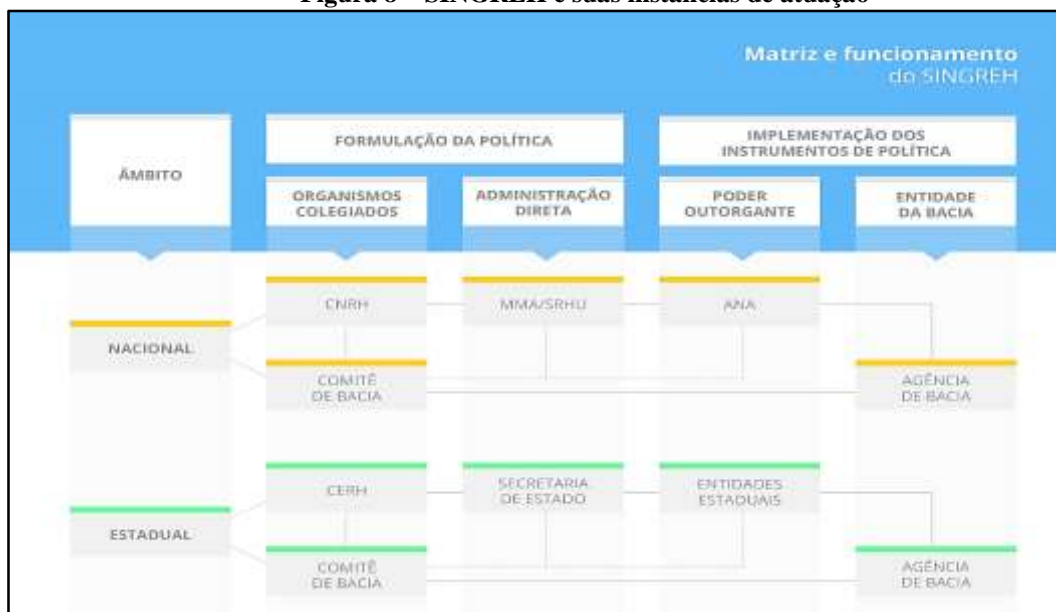 Figura 8 – SINGREH e suas instâncias de atuação
Matriz e funcionamento
do SINGREH
ÂMBITO
FORMULAÇÃO DA POLÍTICA
IMPLEMENTAÇÃO DOS
INSTRUMENTOS DE POLÍTICA
ORGANISMOS
COLEGIADOS
ADMINISTRAÇÃO
DIRETA
PODER
OUTORGANTE
ENTIDADE
DA BACIA
NACIONAL
CNRH
MMA/SRHU
ANA
COMITÊ
DE BACIA
AGÊNCIA
DE BACIA
ESTADUAL
CERH
SECRETARIA
DE ESTADO
ENTIDADES
ESTADUAIS
COMITÊ
DE BACIA
AGÊNCIA
DE BACIA